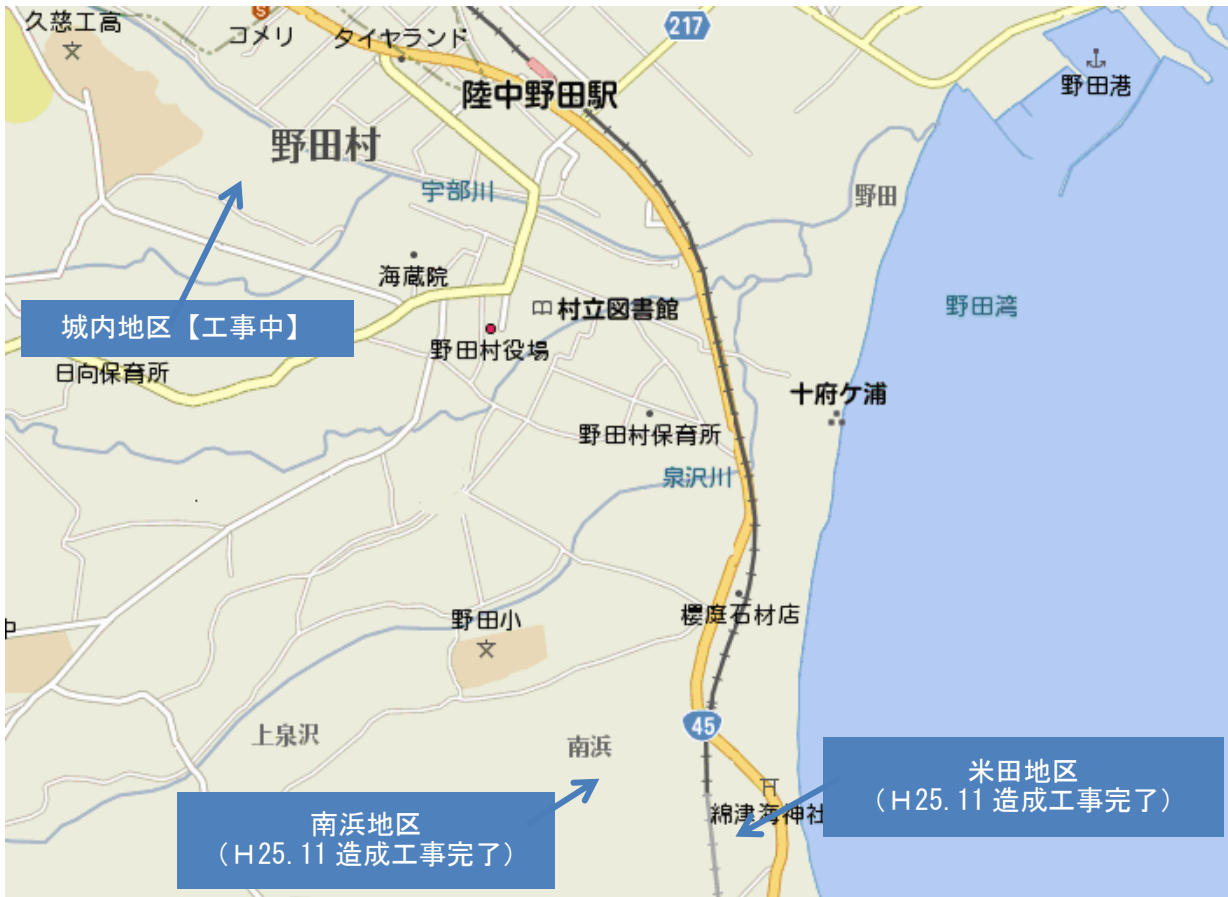 久慈工高
コメリ
タイヤランド
217
野田港
陸中野田駅
野田村
宇部川
野田
海蔵院
城内地区【工事中】
村立図書館
野田湾
野田村役場
日向保育所
十府ケ浦
野田村保育所
泉沢川
櫻庭石材店
野田小
中
45
上泉沢
南浜
米田地区
(H25.11 造成工事完了)
綿津海神社
南浜地区
(H25.11 造成工事完了)